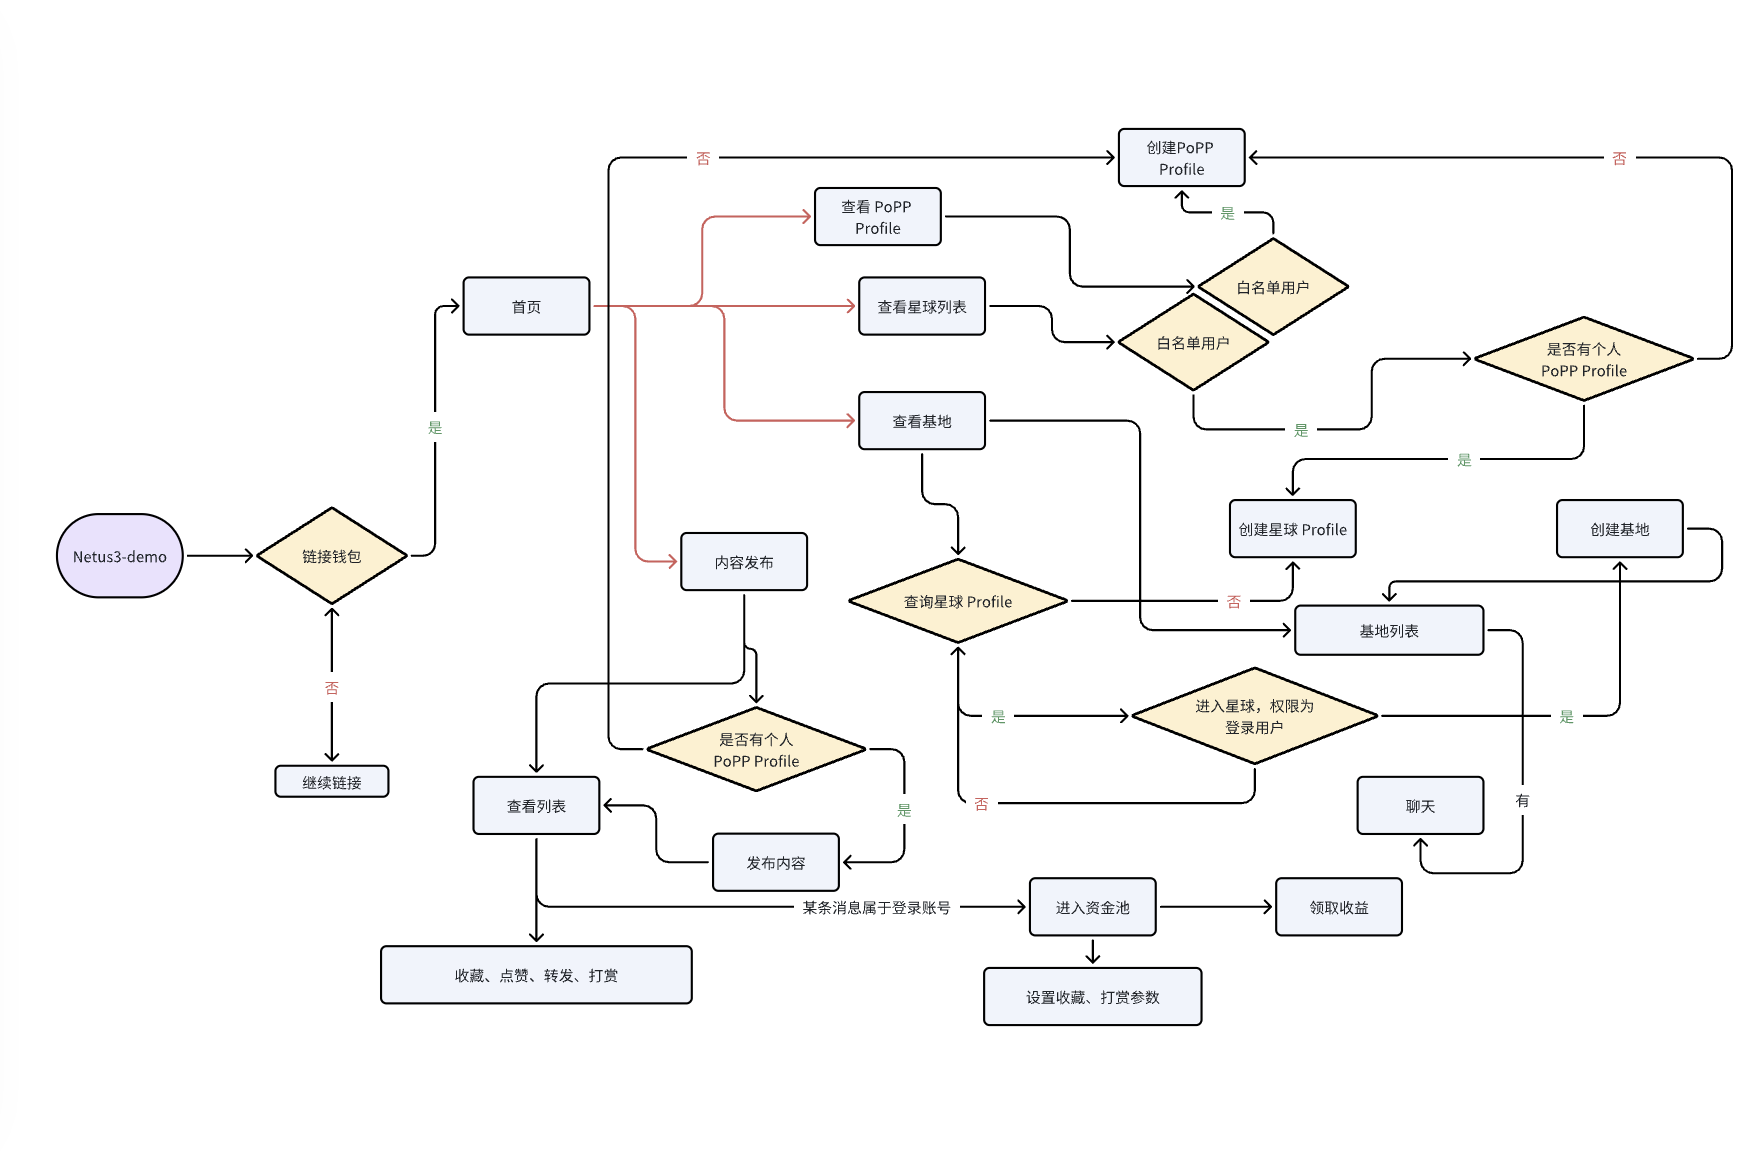 创建PoPP
Profile
否
否
查看 PoPP
Profile
是
白名单用户
首页
查看星球列表
白名单用户
是否有个人
PoPP Profile
查看基地
是
是
是
创建星球 Profile
创建基地
Netus3-demo
链接钱包
内容发布
查询星球 Profile
否
基地列表
否
是
进入星球，权限为
登录用户
是
是否有个人
PoPP Profile
继续链接
查看列表
是
否
聊天
有
发布内容
某条消息属于登录账号
进入资金池
领取收益
收藏、点赞、转发、打赏
设置收藏、打赏参数